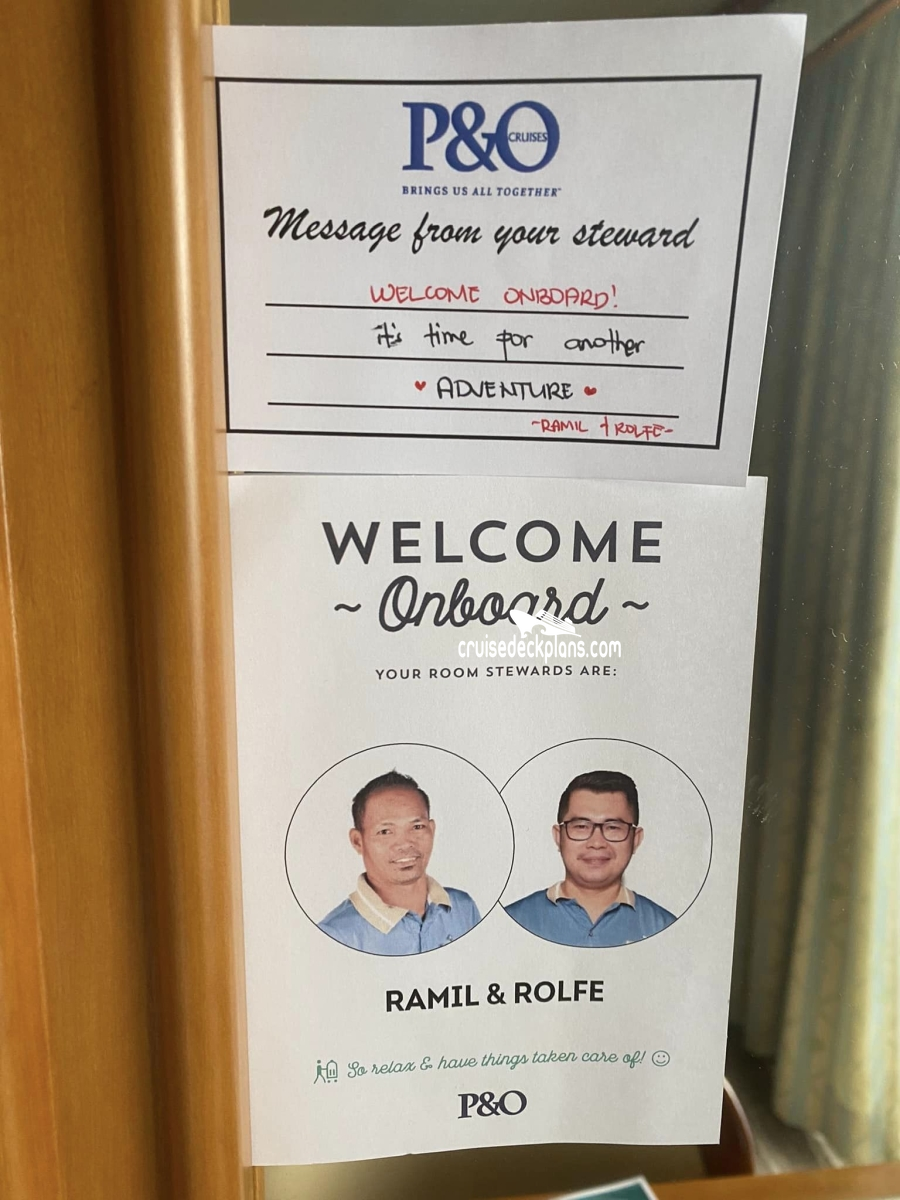 P&O
CRUISES
BRINGS US ALL TOGETHER™
Message from your steward
WELCOME ONBOARD!
it's time for another
♥ ADVENTURE ♥
-RAMIL + ROLFE-
WELCOME
~ Onboard ~
cruisedeckplans.com
YOUR ROOM STEWARDS ARE:
RAMIL & ROLFE
So relax & have things taken care of! ☺
P&O